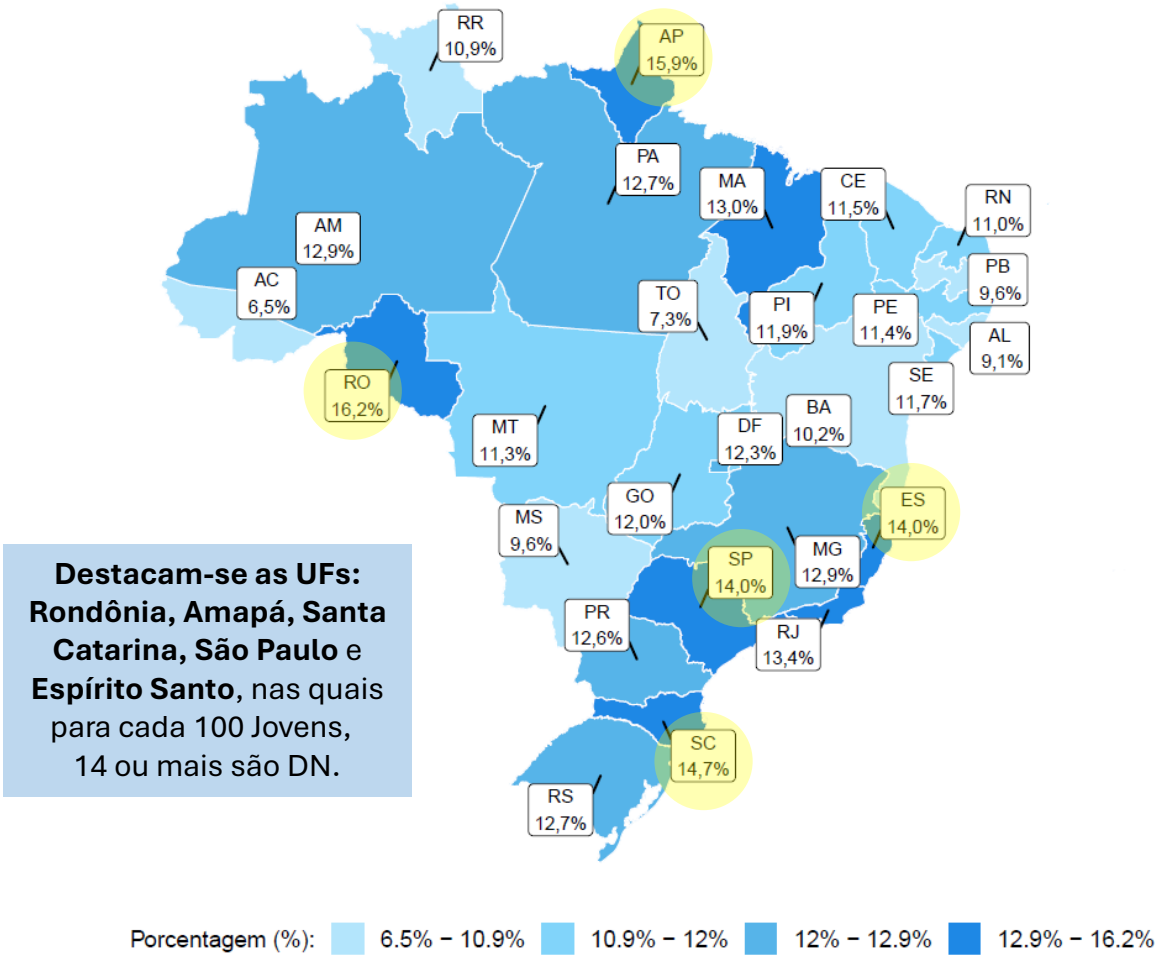 RR
10,9%
AP
15,9%
PA
12,7%
MA
13,0%
CE
11,5%
RN
11,0%
AM
12,9%
AC
6,5%
PB
9,6%
TO
7,3%
PI
11,9%
PE
11,4%
AL
9,1%
SE
11,7%
RO
16,2%
MT
11,3%
DF
12,3%
BA
10,2%
GO
12,0%
ES
14,0%
MS
9,6%
SP
14,0%
MG
12,9%
PR
12,6%
RJ
13,4%
SC
14,7%
RS
12,7%
Destacam-se as UFs:
Rondônia, Amapá, Santa
Catarina, São Paulo e
Espírito Santo, nas quais
para cada 100 Jovens,
14 ou mais são DN.
Porcentagem (%): 6.5% − 10.9% 10.9% − 12% 12% − 12.9% 12.9% − 16.2%